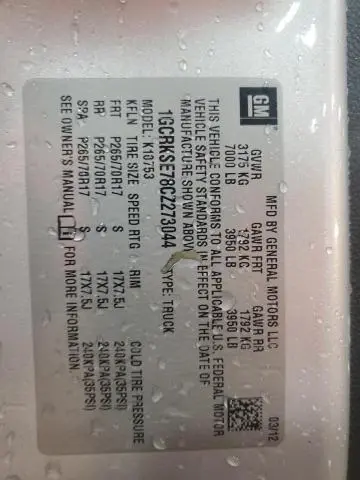 GM
MFD BY GENERAL MOTORS LLC 03/12
GVWR GAWR FRT GAWR RR
3175 KG 1792 KG 1792 KG
7000 LB 3950 LB 3950 LB
THIS VEHICLE CONFORMS TO ALL APPLICABLE U.S. FEDERAL MOTOR
VEHICLE SAFETY STANDARDS IN EFFECT ON THE DATE OF
MANUFACTURE SHOWN ABOVE
1GCRKSE78CZ273044 TYPE: TRUCK
MODEL: K10753
KFLN TIRE SIZE SPEED RTG RIM COLD TIRE PRESSURE
FRT P265/70R17 S 17X7.5J 240KPA(35PSI)
RR P265/70R17 S 17X7.5J 240KPA(35PSI)
SPA P265/70R17 S 17X7.5J 240KPA(35PSI)
SEE OWNER'S MANUAL FOR MORE INFORMATION.